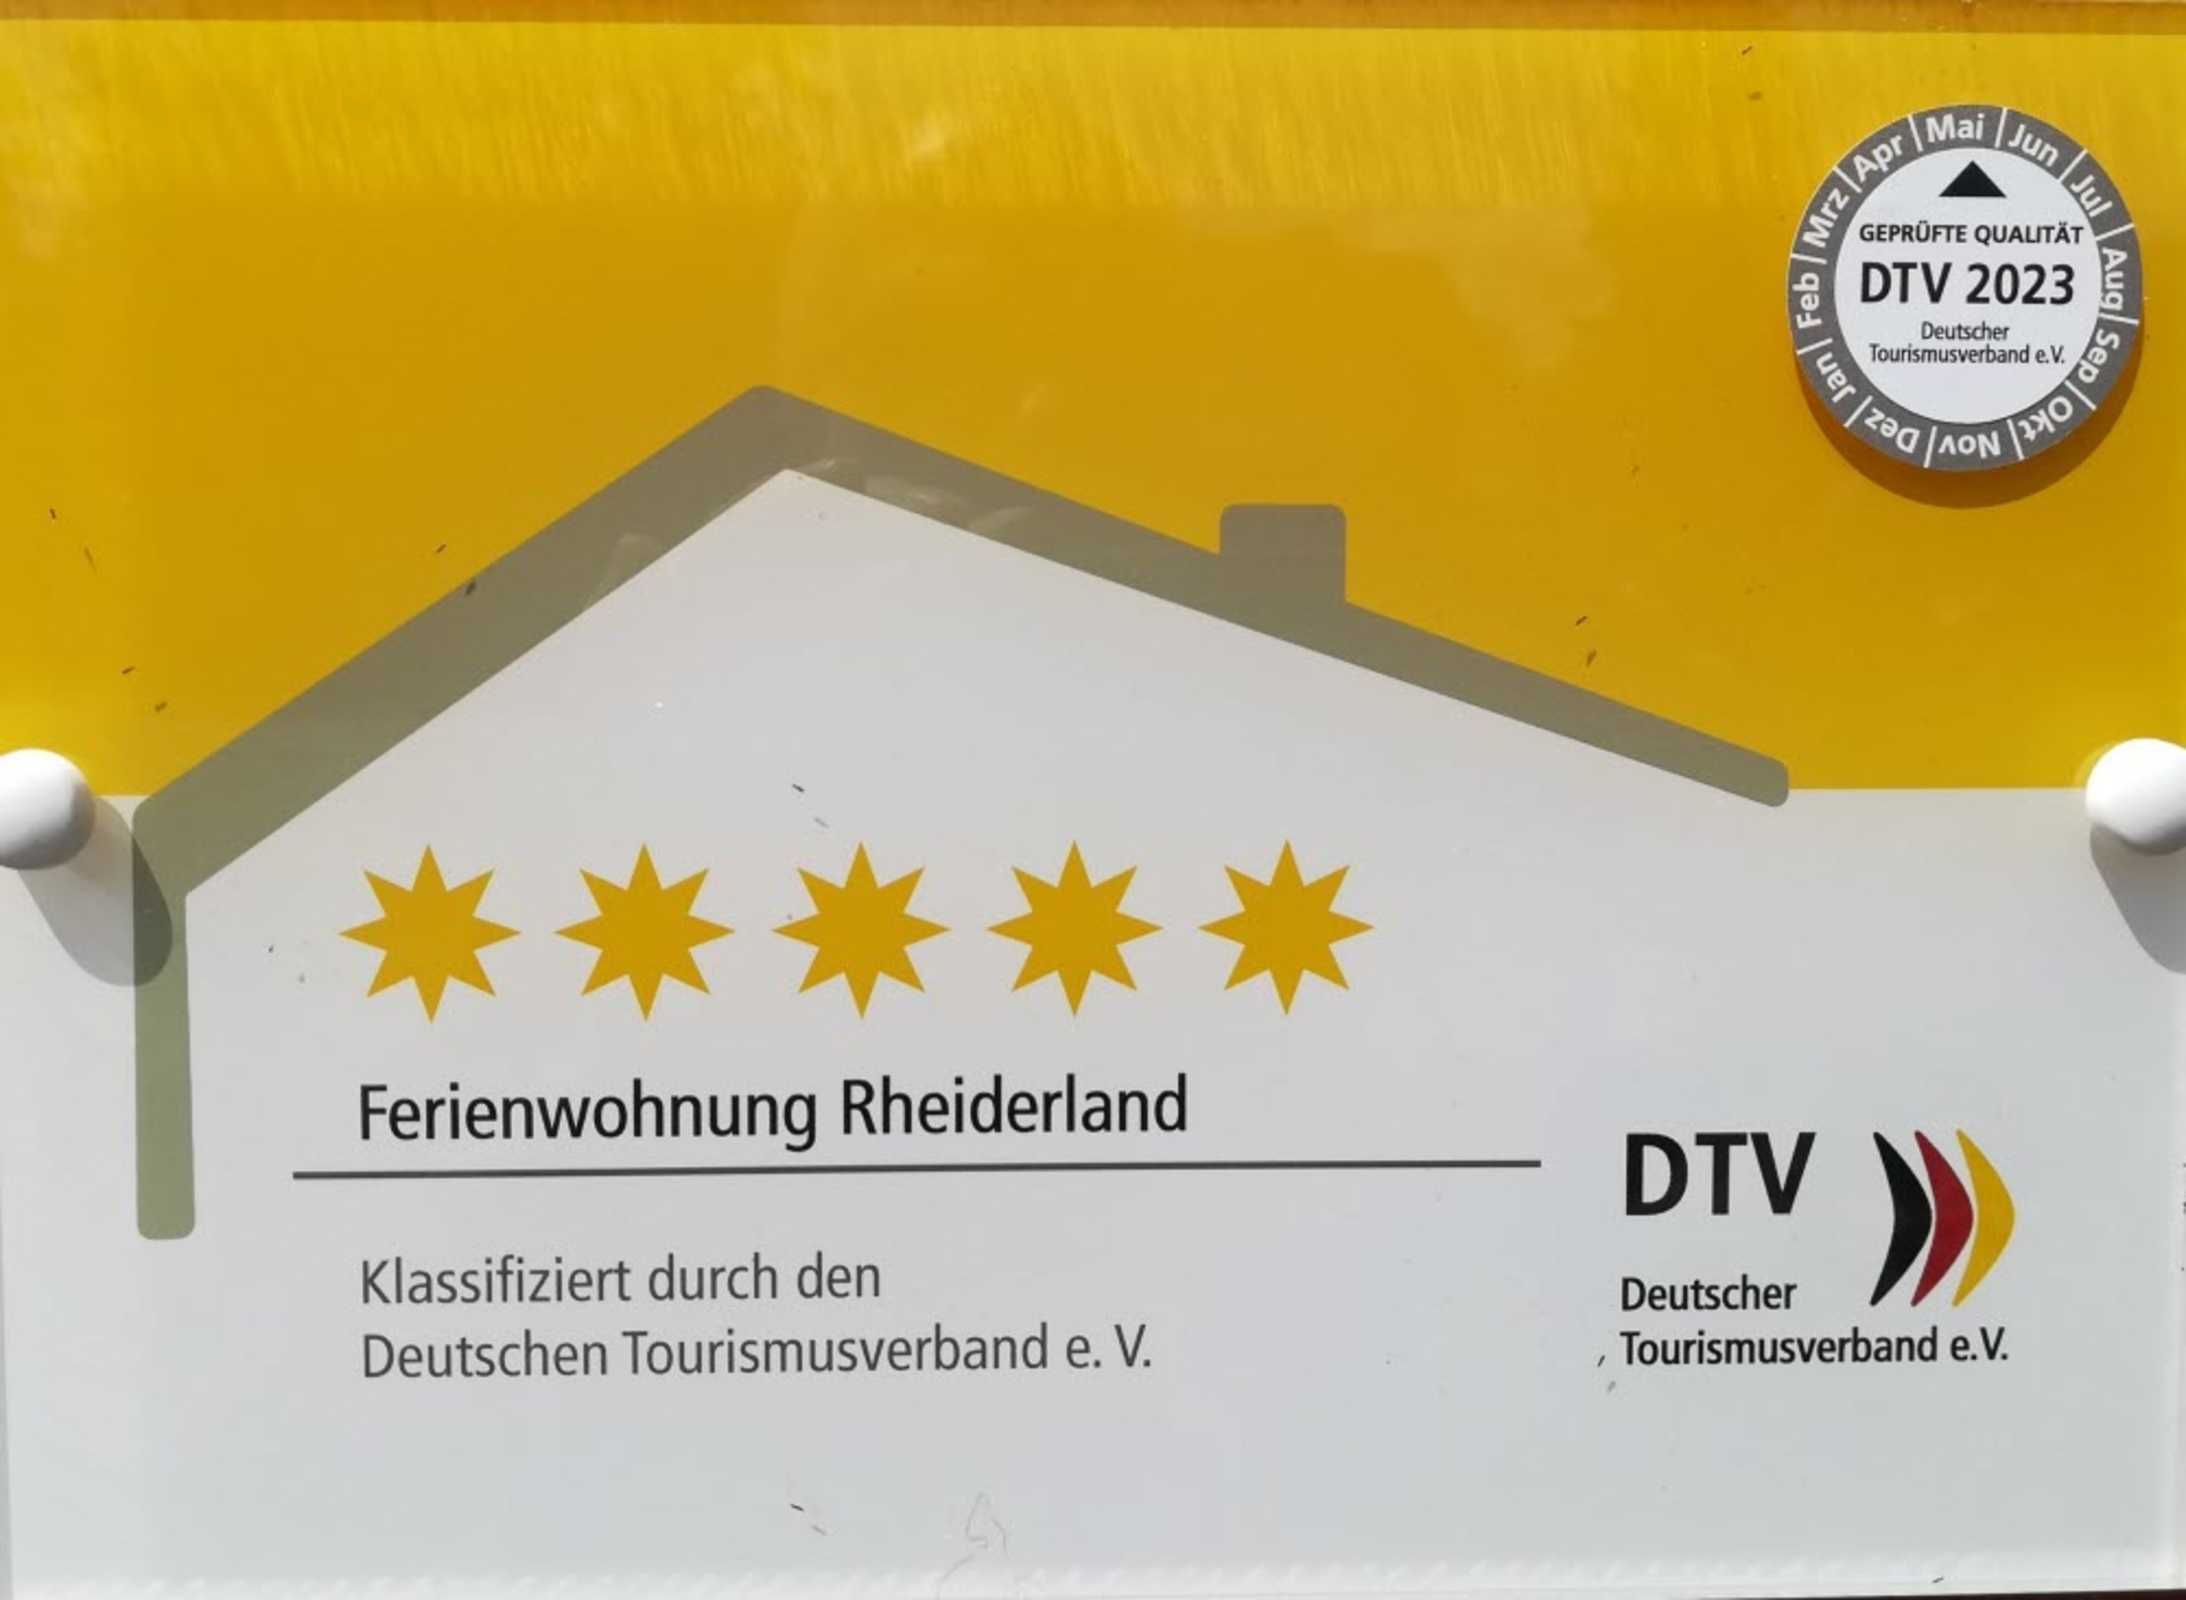 Jan | Feb | Mrz | Apr | Mai | Jun | Jul | Aug | Sep | Okt | Nov | Dez
GEPRÜFTE QUALITÄT
DTV 2023
Deutscher
Tourismusverband e.V.
Ferienwohnung Rheiderland
Klassifiziert durch den
Deutschen Tourismusverband e. V.
DTV
Deutscher
Tourismusverband e.V.